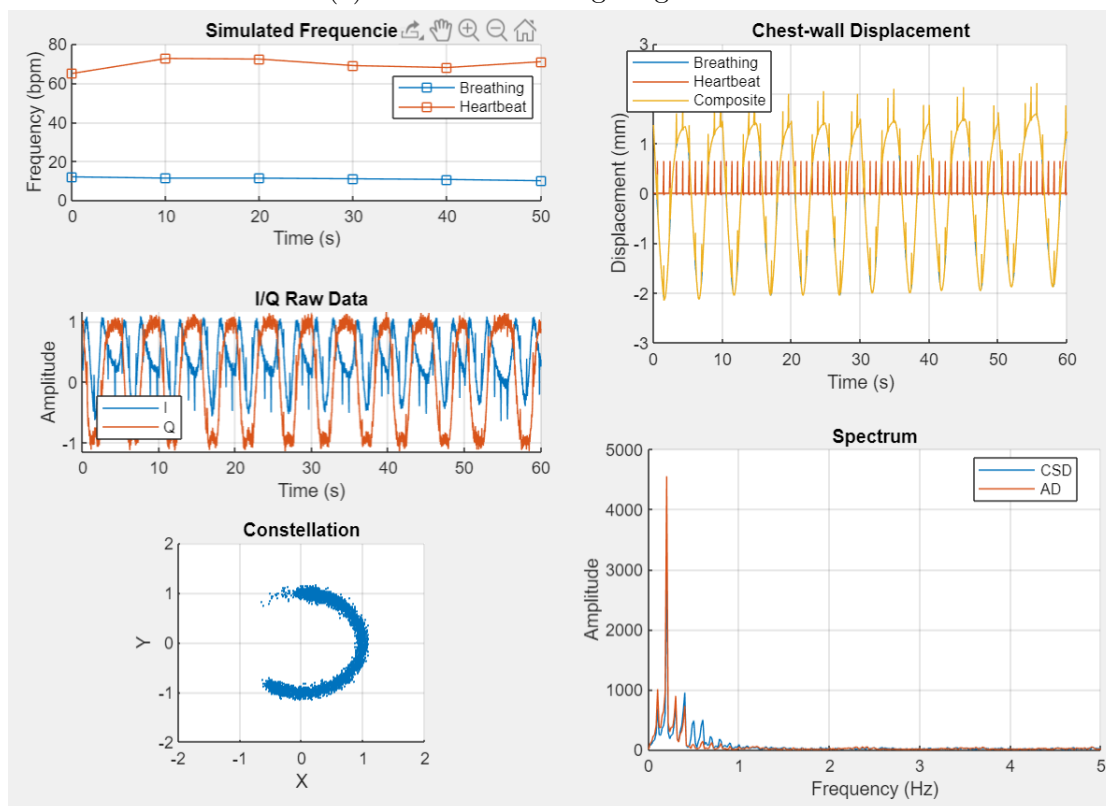 Simulated Frequencie
80
60
40
20
0
Frequency (bpm)
Breathing
Heartbeat
0 10 20 30 40 50
Time (s)
Chest-wall Displacement
3
1
0
-1
-2
-3
Displacement (mm)
Breathing
Heartbeat
Composite
0 10 20 30 40 50 60
Time (s)
I/Q Raw Data
1
0
-1
Amplitude
I
Q
0 10 20 30 40 50 60
Time (s)
Spectrum
5000
4000
3000
2000
1000
0
Amplitude
CSD
AD
0 1 2 3 4 5
Frequency (Hz)
Constellation
2
1
0
-1
-2
Y
-2 -1 0 1 2
X